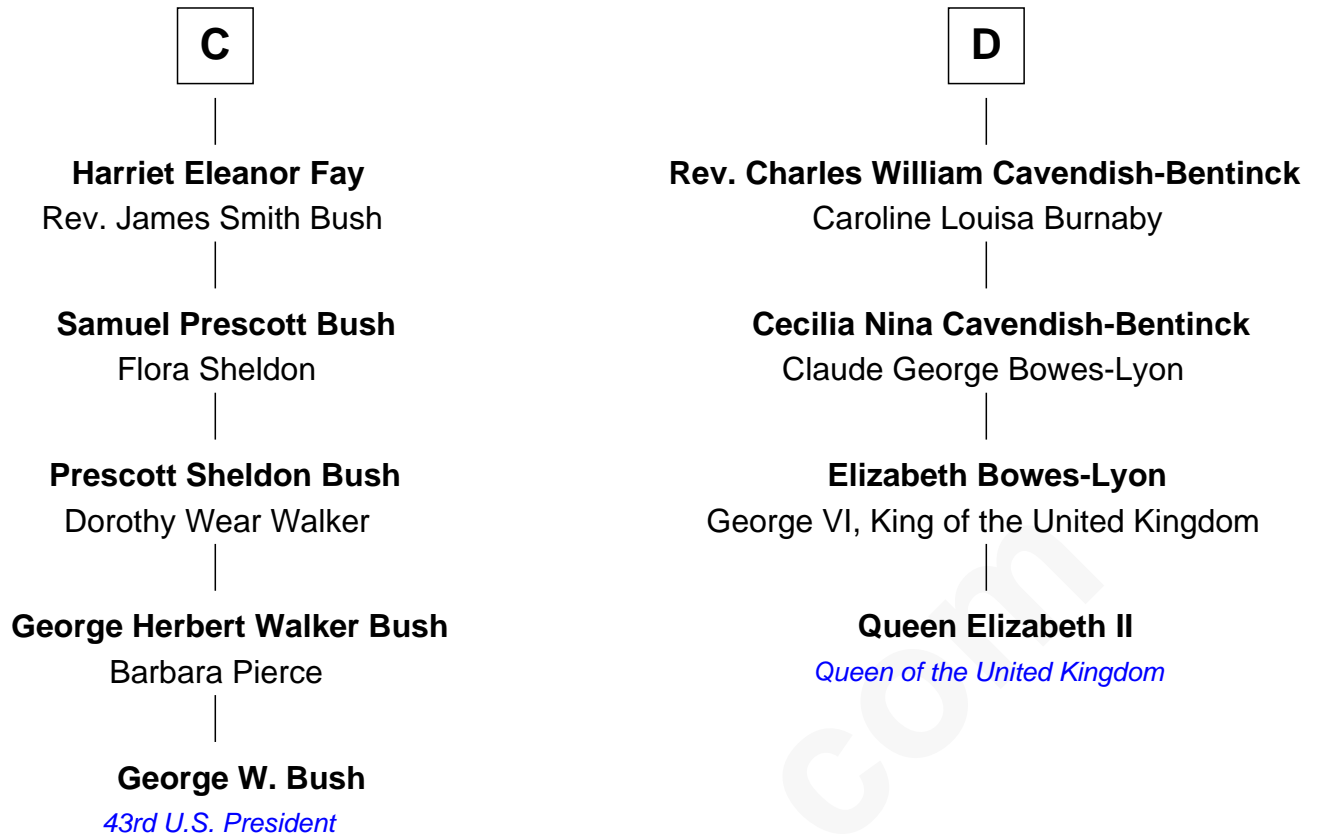 C
Harriet Eleanor Fay
Rev. James Smith Bush
Samuel Prescott Bush
Flora Sheldon
Prescott Sheldon Bush
Dorothy Wear Walker
George Herbert Walker Bush
Barbara Pierce
George W. Bush
43rd U.S. President
D
Rev. Charles William Cavendish-Bentinck
Caroline Louisa Burnaby
Cecilia Nina Cavendish-Bentinck
Claude George Bowes-Lyon
Elizabeth Bowes-Lyon
George VI, King of the United Kingdom
Queen Elizabeth II
Queen of the United Kingdom
com